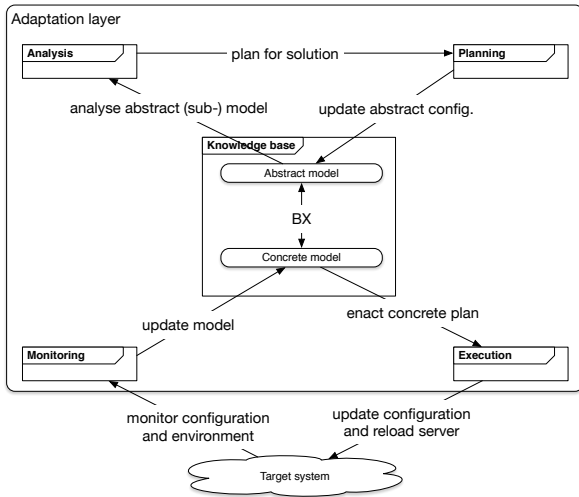 Adaptation layer
Analysis
plan for solution
Planning
analyse abstract (sub-) model
update abstract config.
Knowledge base
Abstract model
BX
Concrete model
update model
enact concrete plan
Monitoring
Execution
monitor configuration
and environment
update configuration
and reload server
Target system